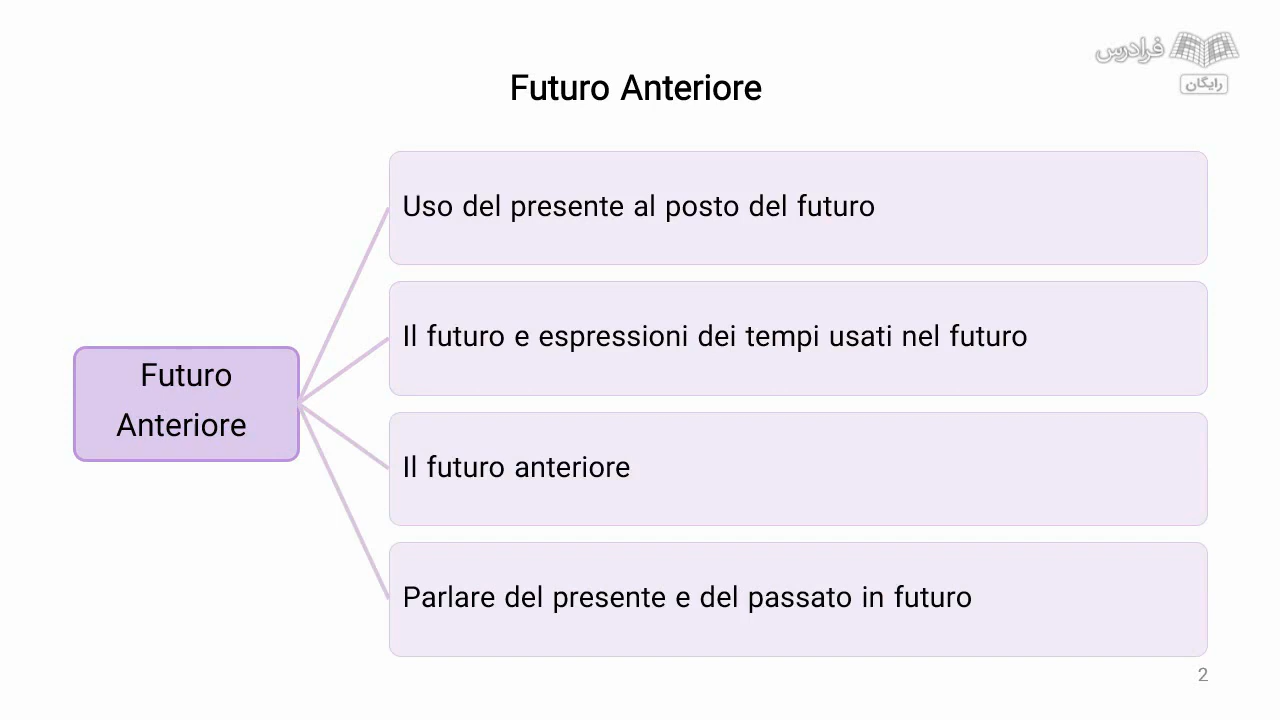 فرادرس
رایگان
Futuro Anteriore
Uso del presente al posto del futuro
Il futuro e espressioni dei tempi usati nel futuro
Futuro
Anteriore
Il futuro anteriore
Parlare del presente e del passato in futuro
2